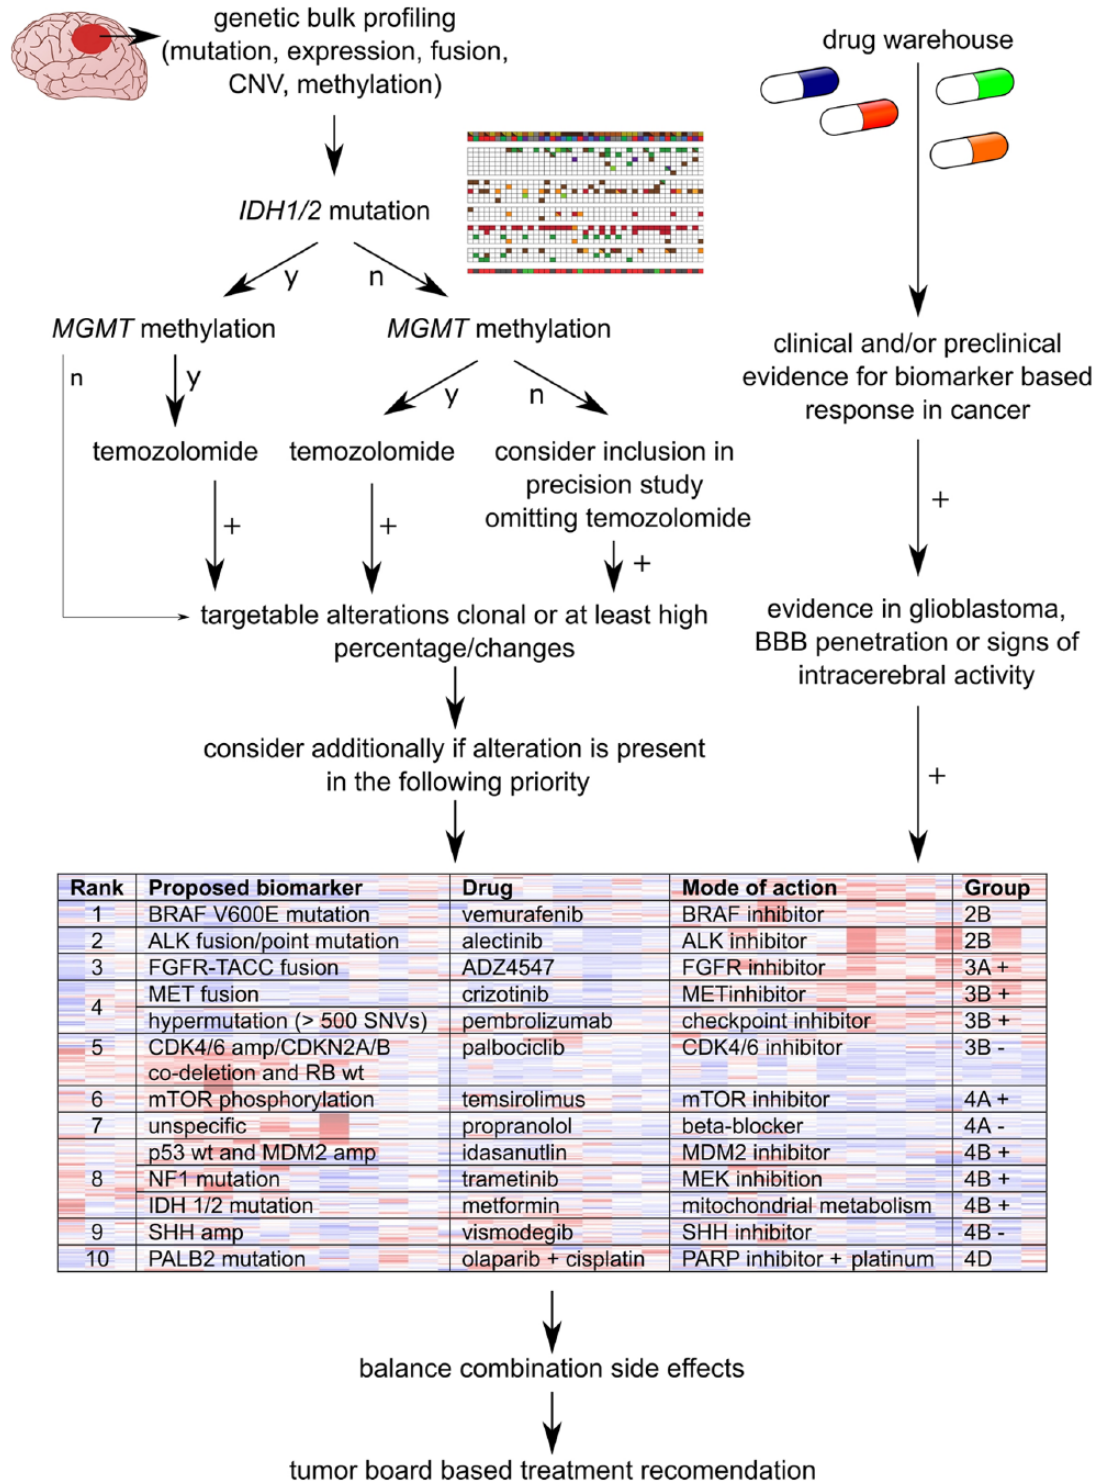 genetic bulk profiling
(mutation, expression, fusion,
CNV, methylation)
drug warehouse
IDH1/2 mutation
y
n
MGMT methylation
MGMT methylation
n
y
y
n
clinical and/or preclinical
evidence for biomarker based
response in cancer
temozolomide
temozolomide
consider inclusion in
precision study
omitting temozolomide
+
+
+
+
targetable alterations clonal or at least high
percentage/changes
evidence in glioblastoma,
BBB penetration or signs of
intracerebral activity
consider additionally if alteration is present
in the following priority
+
Rank Proposed biomarker Drug Mode of action Group
1 BRAF V600E mutation vemurafenib BRAF inhibitor 2B
2 ALK fusion/point mutation alectinib ALK inhibitor 2B
3 FGFR-TACC fusion ADZ4547 FGFR inhibitor 3A +
4 MET fusion crizotinib METinhibitor 3B +
hypermutation (> 500 SNVs) pembrolizumab checkpoint inhibitor 3B +
5 CDK4/6 amp/CDKN2A/B palbociclib CDK4/6 inhibitor 3B -
co-deletion and RB wt
6 mTOR phosphorylation temsirolimus mTOR inhibitor 4A +
7 unspecific propranolol beta-blocker 4A -
p53 wt and MDM2 amp idasanutlin MDM2 inhibitor 4B +
8 NF1 mutation trametinib MEK inhibition 4B +
IDH 1/2 mutation metformin mitochondrial metabolism 4B +
9 SHH amp vismodegib SHH inhibitor 4B -
10 PALB2 mutation olaparib + cisplatin PARP inhibitor + platinum 4D
balance combination side effects
tumor board based treatment recomendation